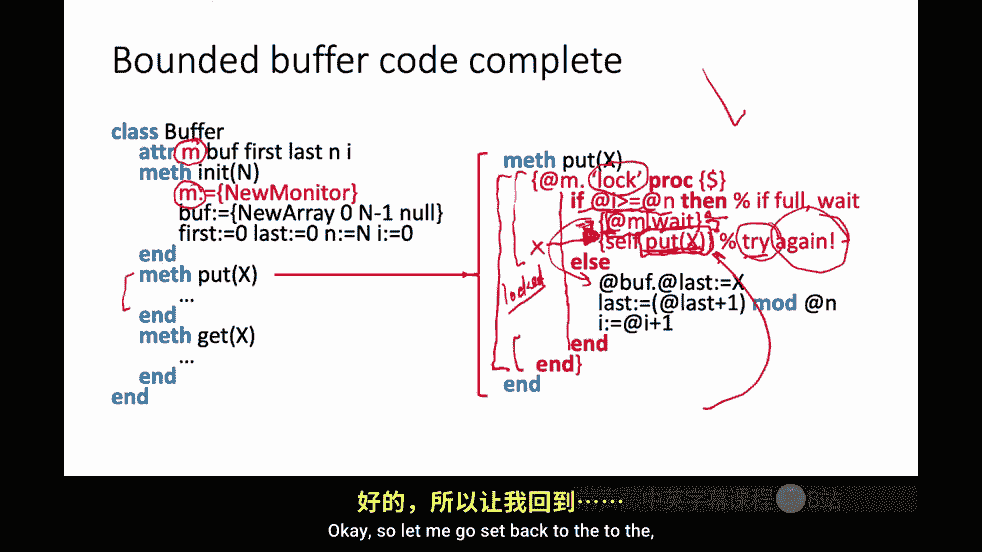 Bounded buffer code complete
class Buffer
attr m buf first last n i
meth init(N)
m:={NewMonitor}
buf:={NewArray 0 N-1 null}
first:=0 last:=0 n:=N i:=0
end
meth put(X)
...
end
meth get(X)
...
end
end
meth put(X)
{@m.'lock' proc {$}
if @i>=@n then % if full, wait
{@m.wait}
{self put(X)} % try again!
else
@buf.@last:=X
last:=(@last+1) mod @n
i:=@i+1
end
end}
end
X
locked
好的，所以让我回到……
Okay, so let me go set back to the to the,